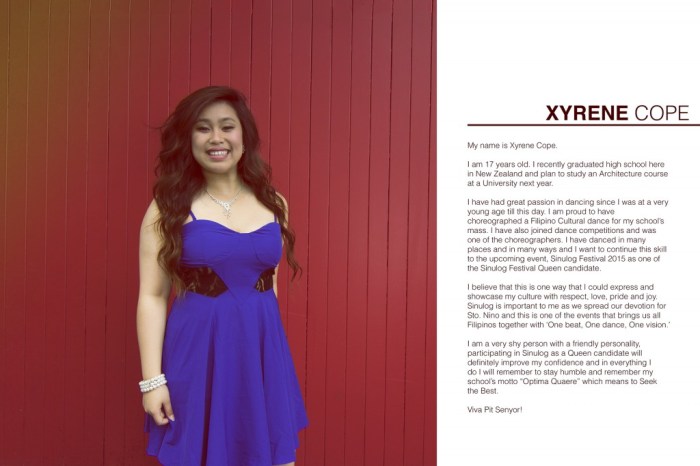 XYRENE COPE
My name is Xyrene Cope.
I am 17 years old. I recently graduated high school here
in New Zealand and plan to study an Architecture course
at a University next year.
I have had great passion in dancing since I was at a very
young age till this day. I am proud to have
choreographed a Filipino Cultural dance for my school's
mass. I have also joined dance competitions and was
one of the choreographers. I have danced in many
places and in many ways and I want to continue this skill
to the upcoming event, Sinulog Festival 2015 as one of
the Sinulog Festival Queen candidate.
I believe that this is one way that I could express and
showcase my culture with respect, love, pride and joy.
Sinulog is important to me as we spread our devotion for
Sto. Nino and this is one of the events that brings us all
Filipinos together with 'One beat, One dance, One vision.'
I am a very shy person with a friendly personality,
participating in Sinulog as a Queen candidate will
definitely improve my confidence and in everything I
do I will remember to stay humble and remember my
school's motto "Optima Quaere" which means to Seek
the Best.
Viva Pit Senyor!